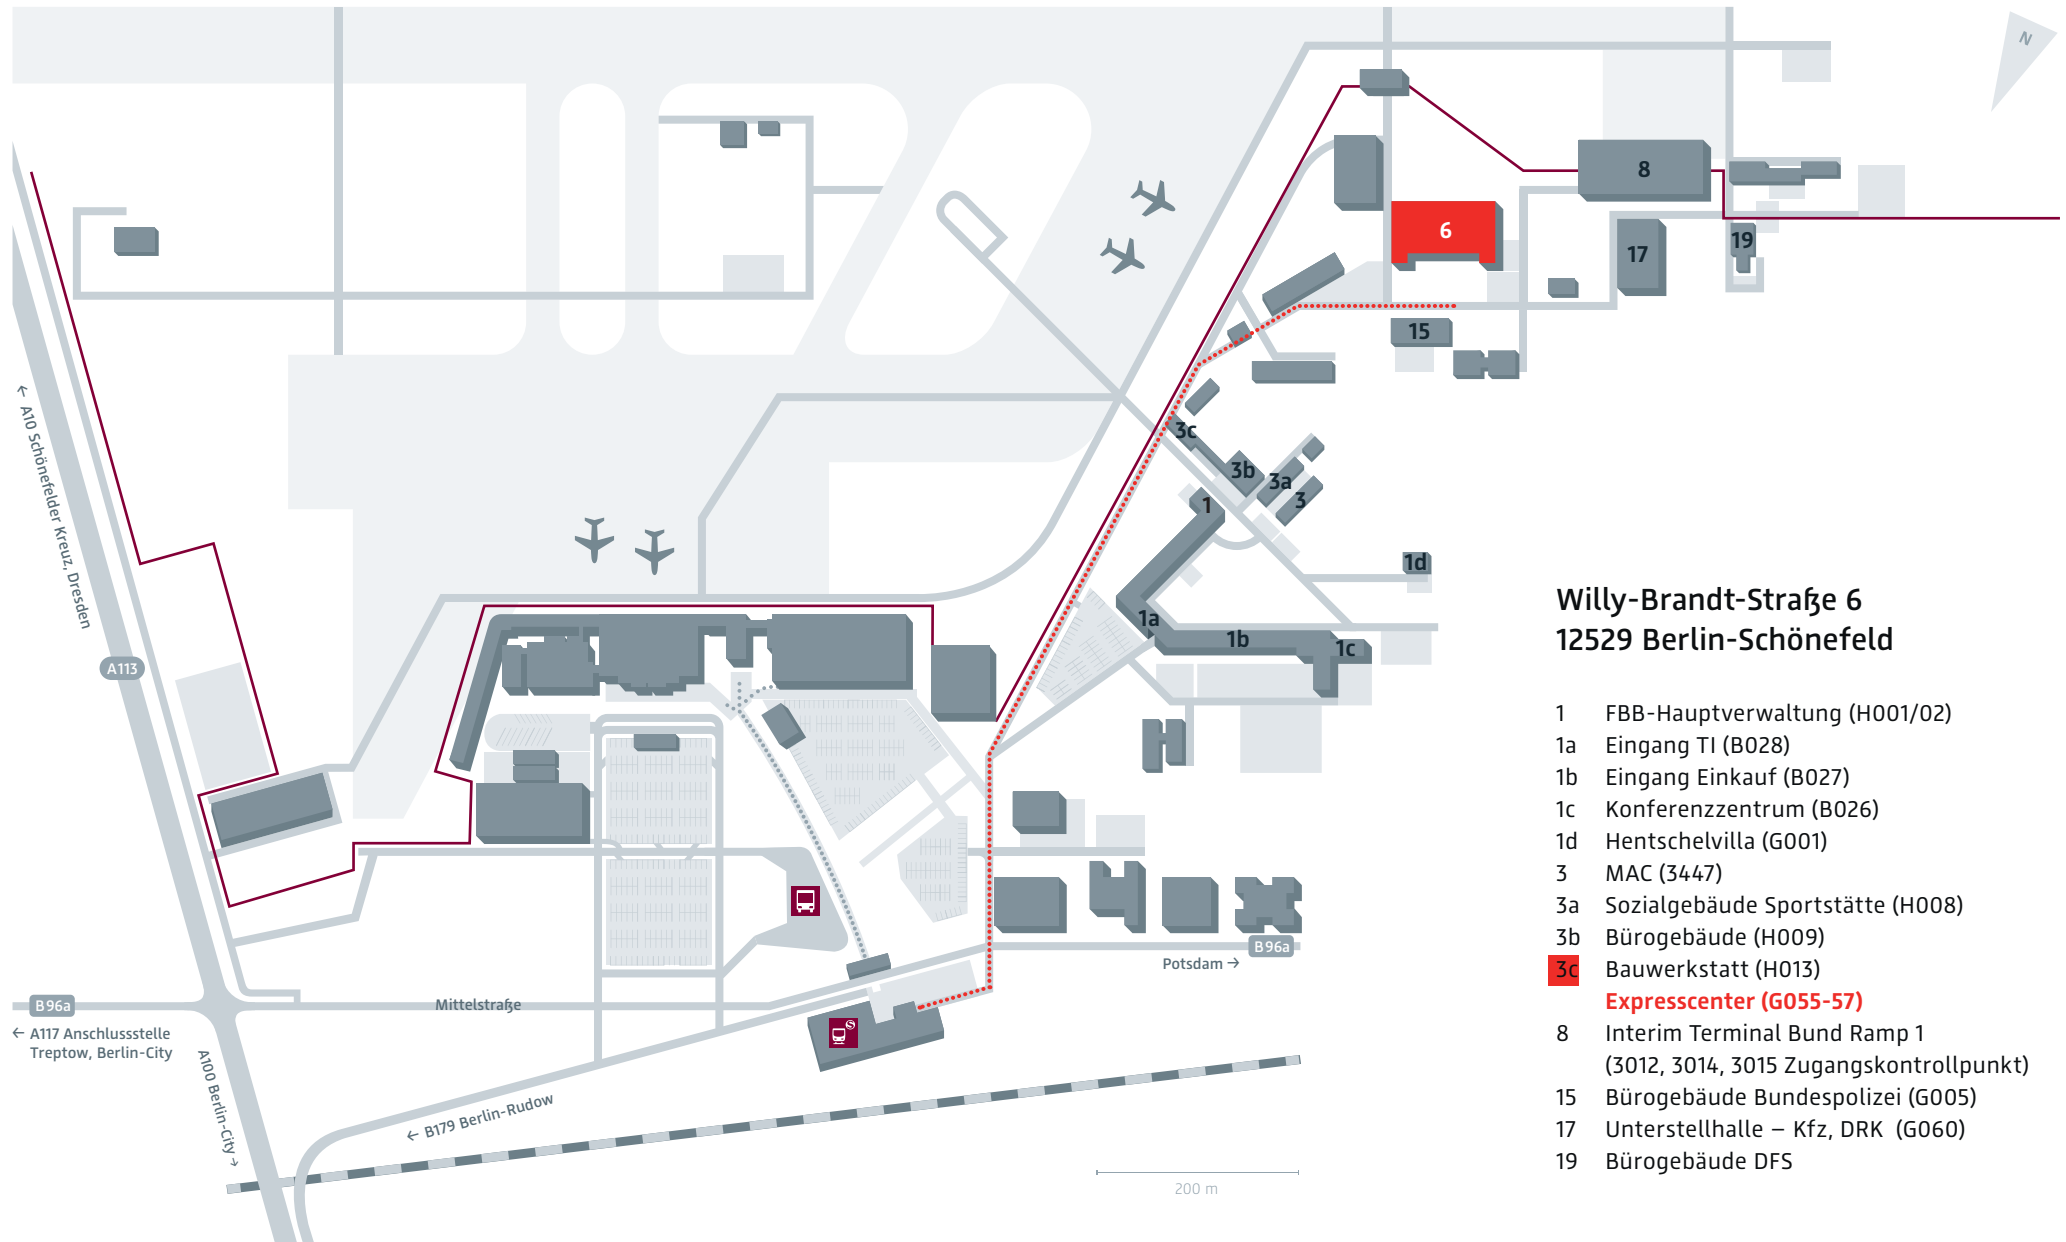 N
8
6
17
19
15
3c
3b
3a
3
1
1d
1a
1b
1c
← A10 Schönefelder Kreuz, Dresden
A113
B96a
← A117 Anschlussstelle
Treptow, Berlin-City
A100 Berlin-City →
Mittelstraße
← B179 Berlin-Rudow
S
B96a
Potsdam →
200 m
Willy-Brandt-Straße 6
12529 Berlin-Schönefeld
1 FBB-Hauptverwaltung (H001/02)
1a Eingang TI (B028)
1b Eingang Einkauf (B027)
1c Konferenzzentrum (B026)
1d Hentschelvilla (G001)
3 MAC (3447)
3a Sozialgebäude Sportstätte (H008)
3b Bürogebäude (H009)
3c Bauwerkstatt (H013)
Expresscenter (G055-57)
8 Interim Terminal Bund Ramp 1
(3012, 3014, 3015 Zugangskontrollpunkt)
15 Bürogebäude Bundespolizei (G005)
17 Unterstellhalle – Kfz, DRK (G060)
19 Bürogebäude DFS